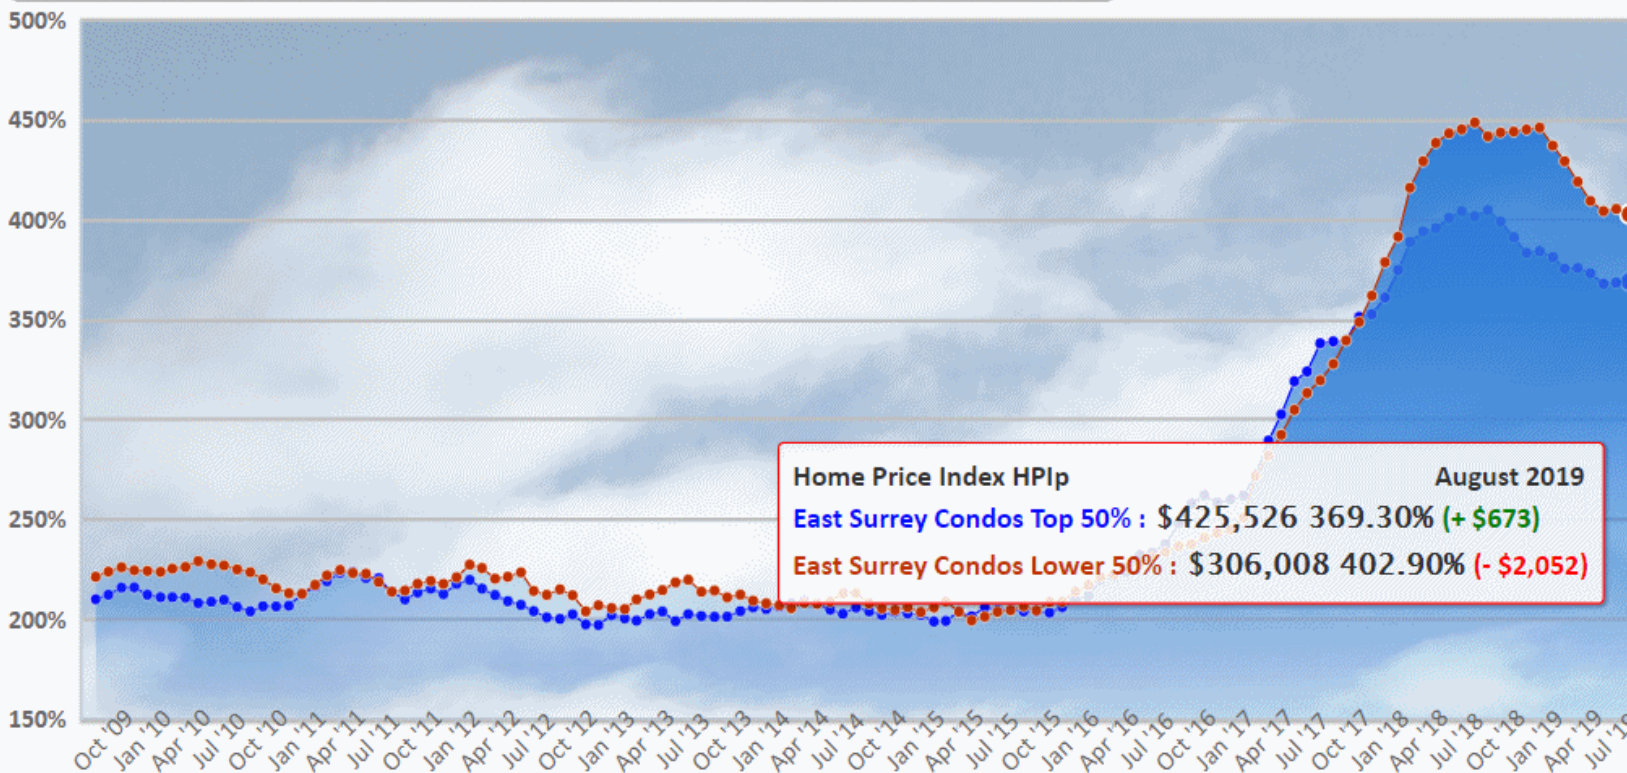 500%
450%
400%
350%
300%
250%
200%
150%
Home Price Index HPIp August 2019
East Surrey Condos Top 50% : $425,526 369.30% (+ $673)
East Surrey Condos Lower 50% : $306,008 402.90% (- $2,052)
Oct '09 Jan '10 Apr '10 Jul '10 Oct '10 Jan '11 Apr '11 Jul '11 Oct '11 Jan '12 Apr '12 Jul '12 Oct '12 Jan '13 Apr '13 Jul '13 Oct '13 Jan '14 Apr '14 Jul '14 Oct '14 Jan '15 Apr '15 Jul '15 Oct '15 Jan '16 Apr '16 Jul '16 Oct '16 Jan '17 Apr '17 Jul '17 Oct '17 Jan '18 Apr '18 Jul '18 Oct '18 Jan '19 Apr '19 Jul